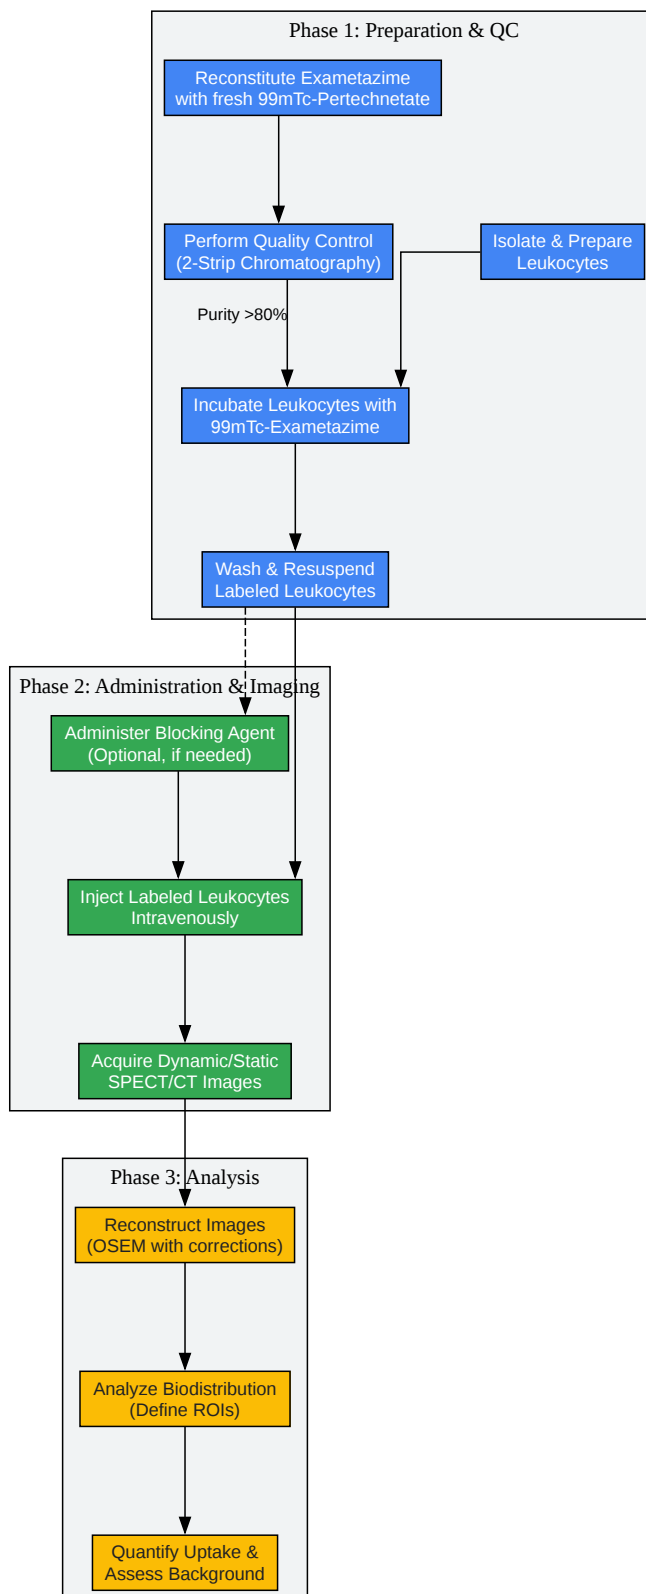 Phase 1: Preparation & QC
Reconstitute Exametazime
with fresh 99mTc-Pertechnetate
Perform Quality Control
(2-Strip Chromatography)
Isolate & Prepare
Leukocytes
Purity >80%
Incubate Leukocytes with
99mTc-Exametazime
Wash & Resuspend
Labeled Leukocytes
Phase 2: Administration & Imaging
Administer Blocking Agent
(Optional, if needed)
Inject Labeled Leukocytes
Intravenously
Acquire Dynamic/Static
SPECT/CT Images
Phase 3: Analysis
Reconstruct Images
(OSEM with corrections)
Analyze Biodistribution
(Define ROIs)
Quantify Uptake &
Assess Background